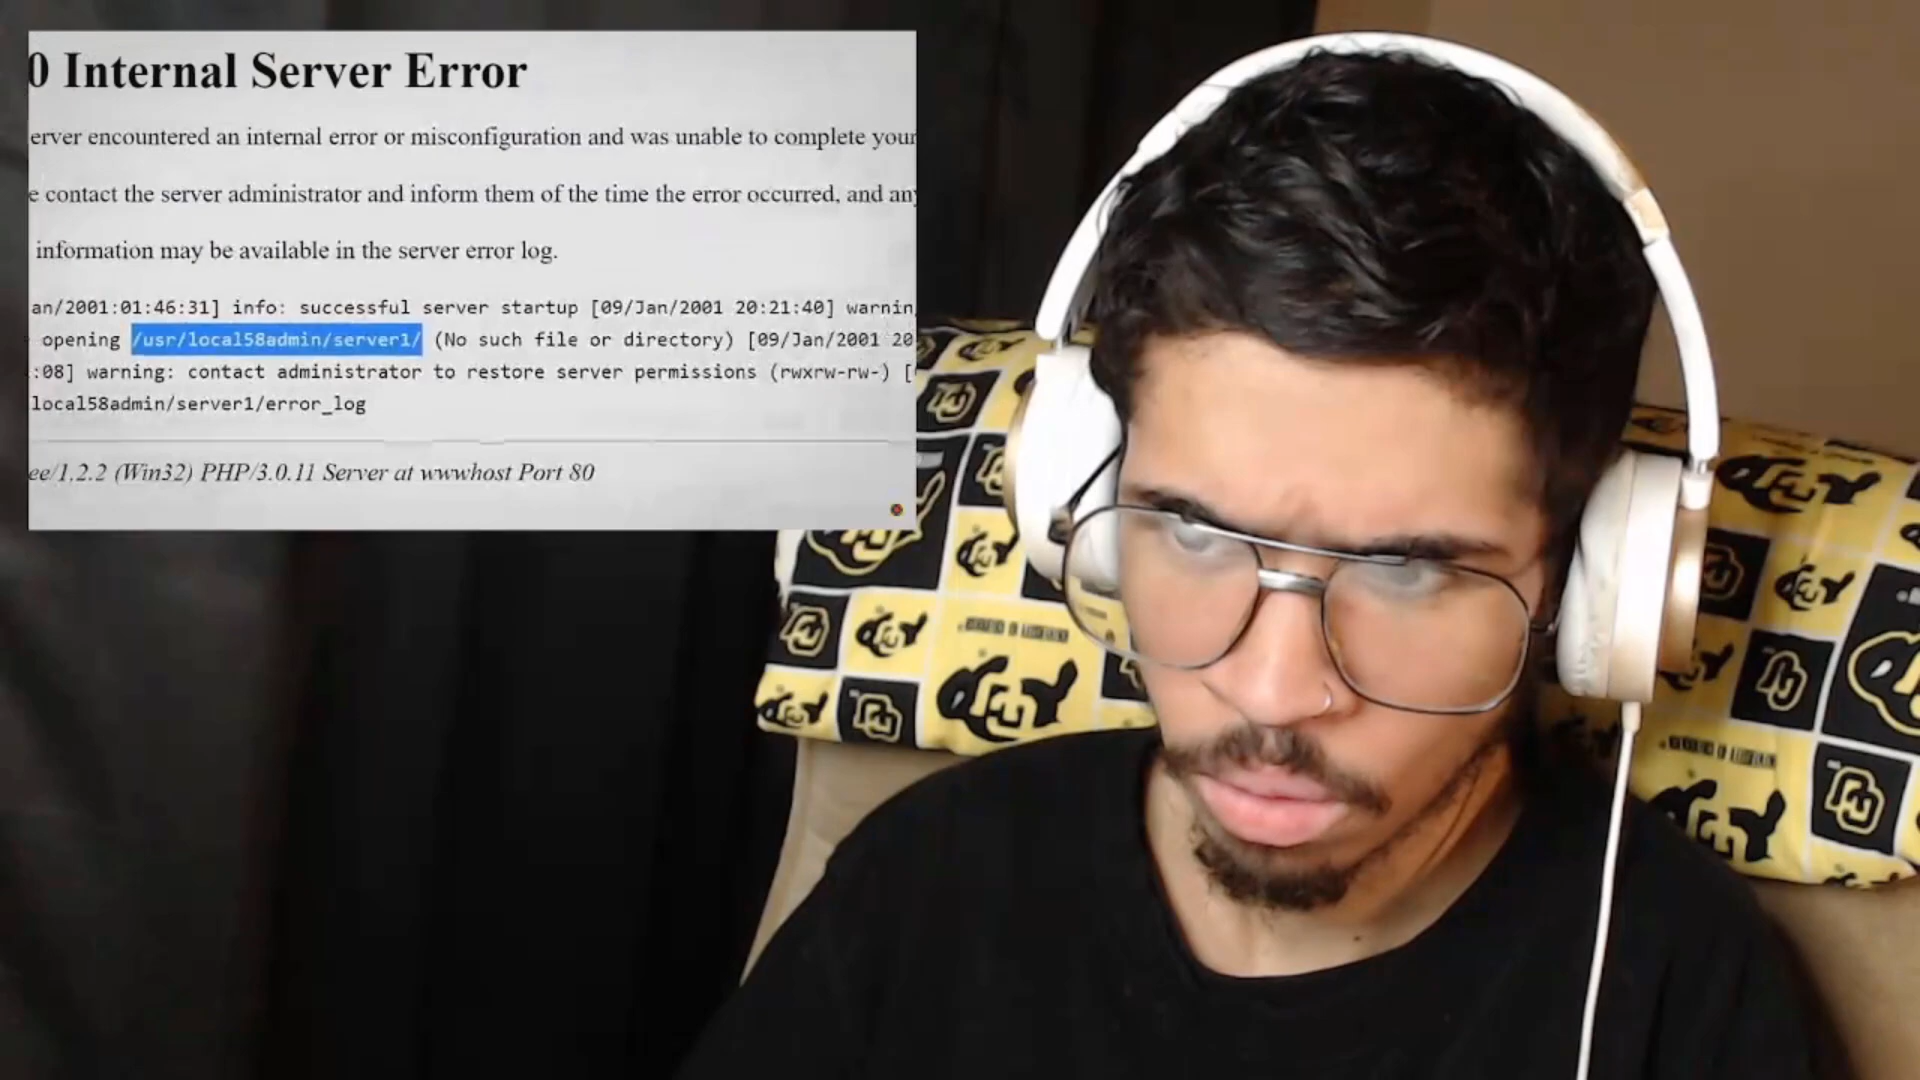 0 Internal Server Error
erver encountered an internal error or misconfiguration and was unable to complete your
e contact the server administrator and inform them of the time the error occurred, and any
information may be available in the server error log.
an/2001:01:46:31] info: successful server startup [09/Jan/2001 20:21:40] warnin
opening /usr/local58admin/server1/ (No such file or directory) [09/Jan/2001 20
:08] warning: contact administrator to restore server permissions (rwxrw-rw-) [
local58admin/server1/error_log
ee/1.2.2 (Win32) PHP/3.0.11 Server at wwwhost Port 80